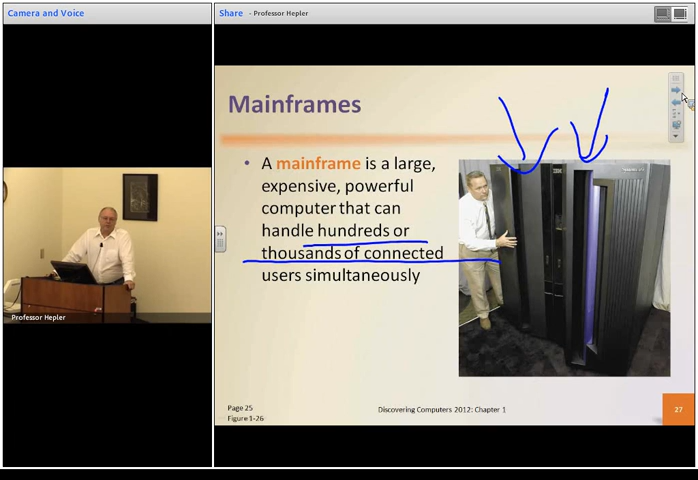 Camera and Voice
Share - Professor Hepler
Mainframes
• A mainframe is a large,
expensive, powerful
computer that can
handle hundreds or
thousands of connected
users simultaneously
IBM
Professor Hepler
Page 25
Figure 1-26
Discovering Computers 2012: Chapter 1
27